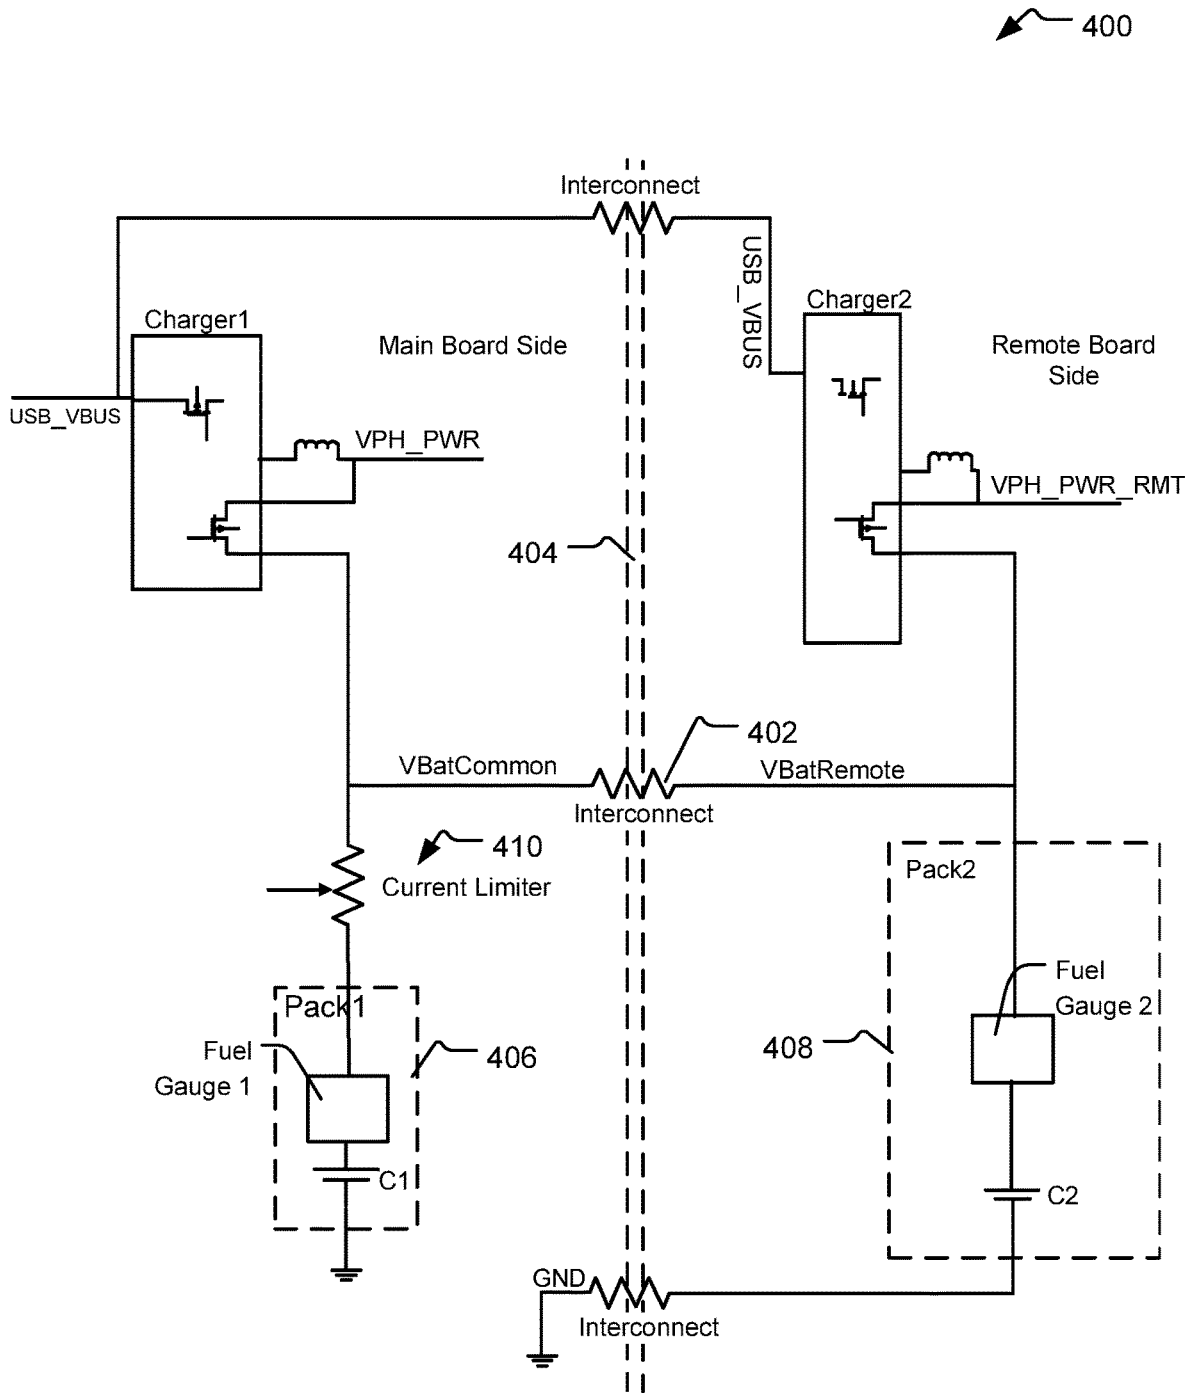 400
Interconnect
USB_VBUS
Charger1
Charger2
Main Board Side
Remote Board
Side
USB_VBUS
VPH_PWR
VPH_PWR_RMT
404
402
VBatCommon
VBatRemote
Interconnect
410
Current Limiter
Pack2
Pack1
Fuel
Gauge 2
Fuel
Gauge 1
406
408
C1
C2
GND
Interconnect